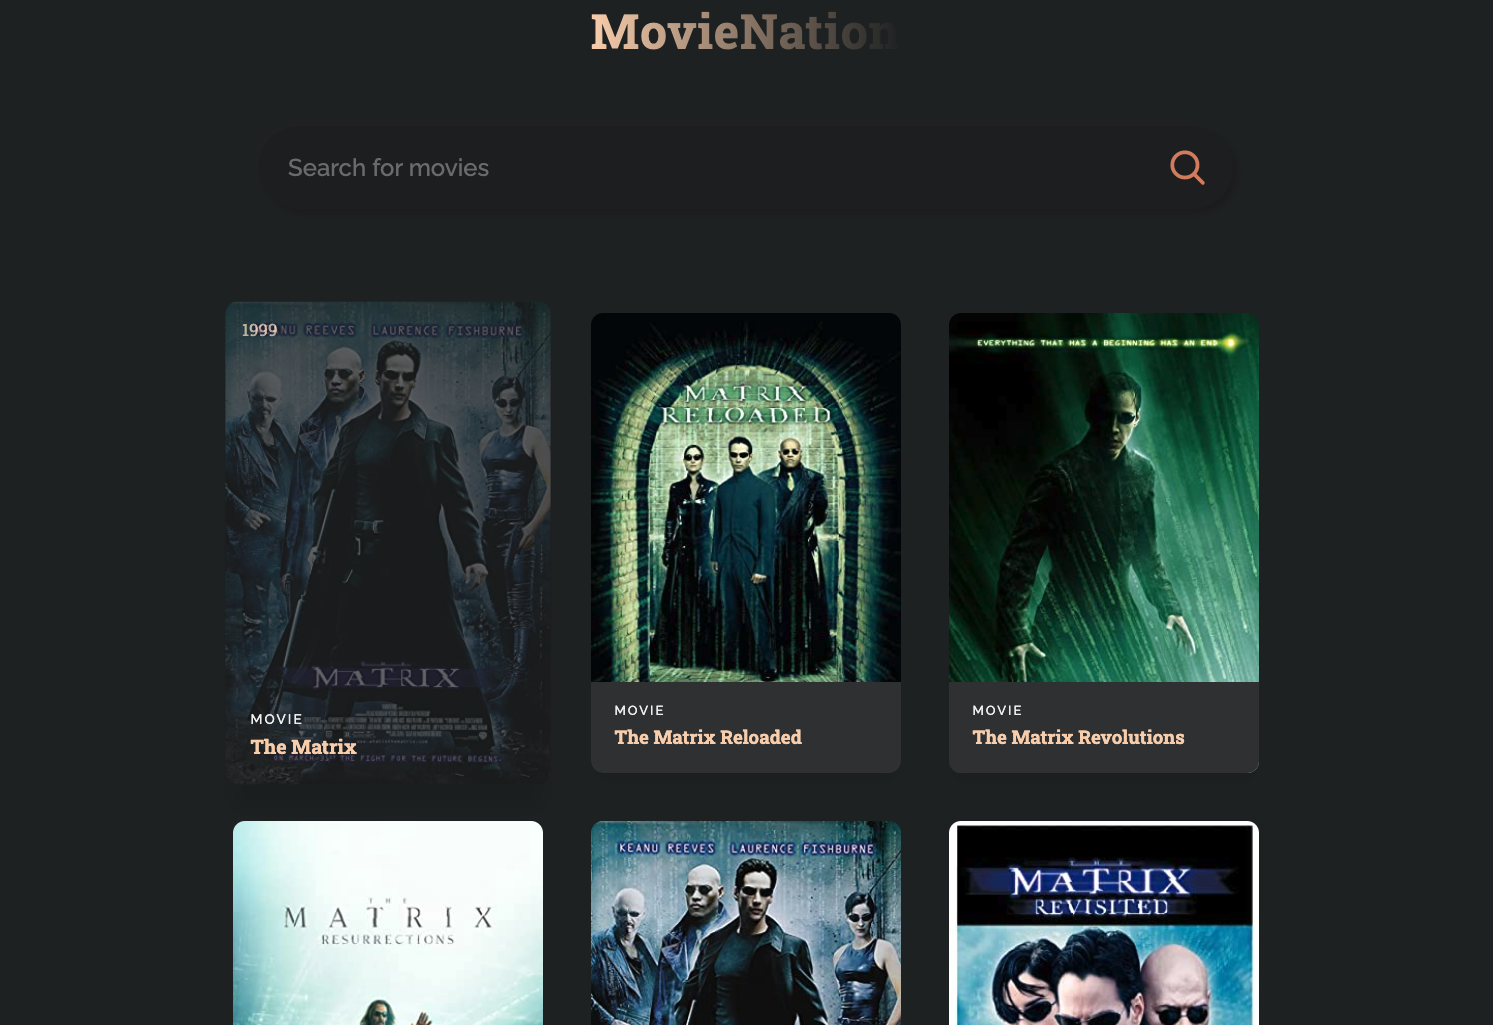 MovieNation
Search for movies
1999
NU REEVES LAURENCE FISHBURNE
THE
MATRIX
MOVIE
The Matrix
ON MARCH 31ST THE FIGHT FOR THE FUTURE BEGINS.
MATRIX
RELOADED
MOVIE
The Matrix Reloaded
EVERYTHING THAT HAS A BEGINNING HAS AN END
MOVIE
The Matrix Revolutions
THE
MATRIX
RESURRECTIONS
KEANU REEVES LAURENCE FISHBURNE
THE
MATRIX
REVISITED